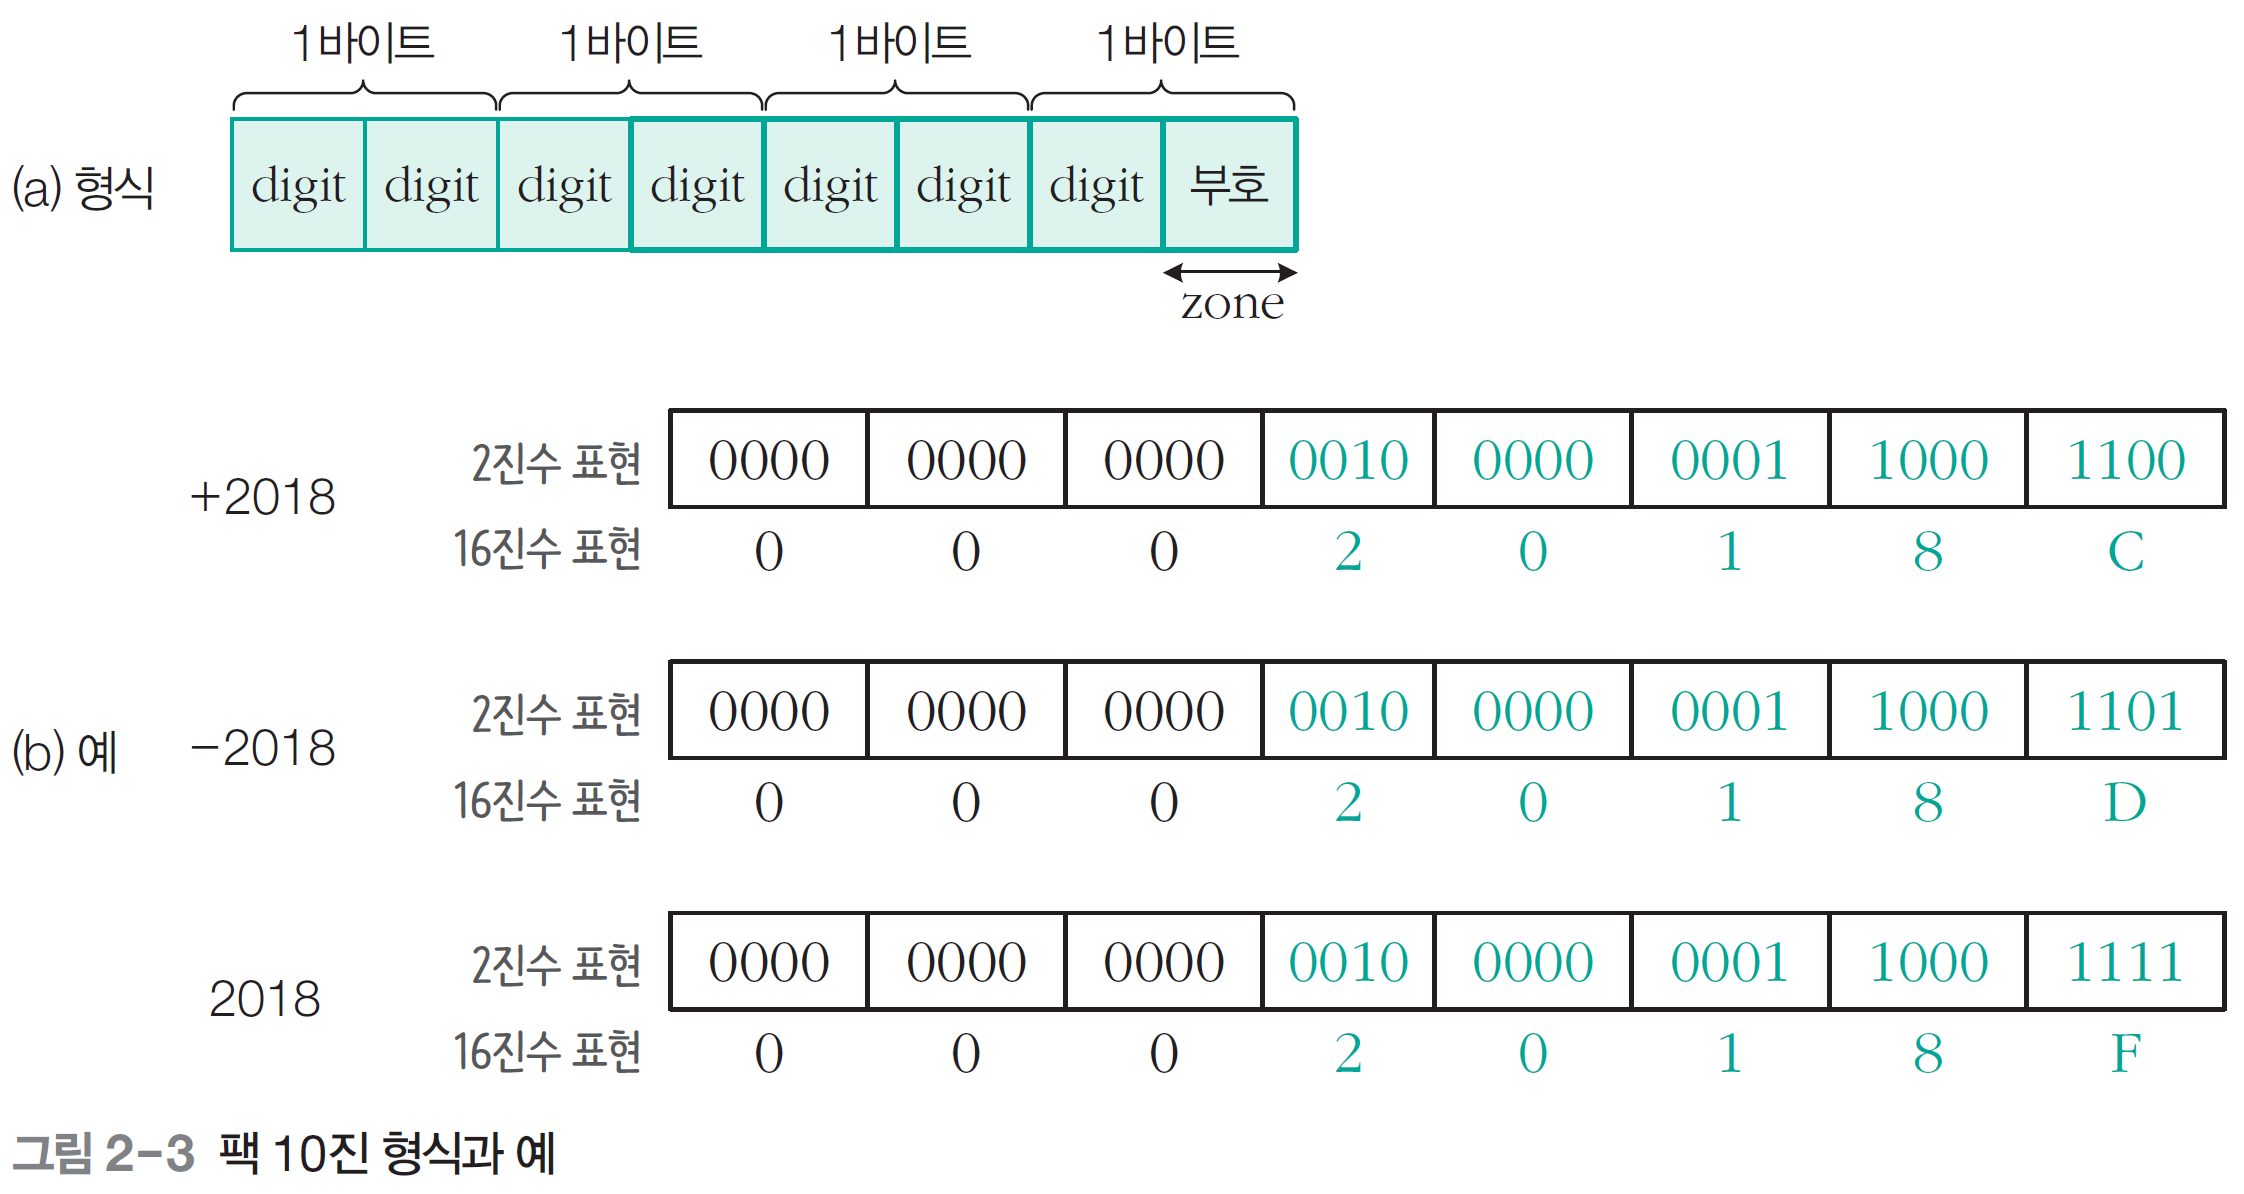 1바이트 1바이트 1바이트 1바이트
(a) 형식 digit digit digit digit digit digit digit 부호
zone
+2018 2진수 표현 0000 0000 0000 0010 0000 0001 1000 1100
16진수 표현 0 0 0 2 0 1 8 C
(b) 예 −2018 2진수 표현 0000 0000 0000 0010 0000 0001 1000 1101
16진수 표현 0 0 0 2 0 1 8 D
2018 2진수 표현 0000 0000 0000 0010 0000 0001 1000 1111
16진수 표현 0 0 0 2 0 1 8 F
그림 2-3 팩 10진 형식과 예